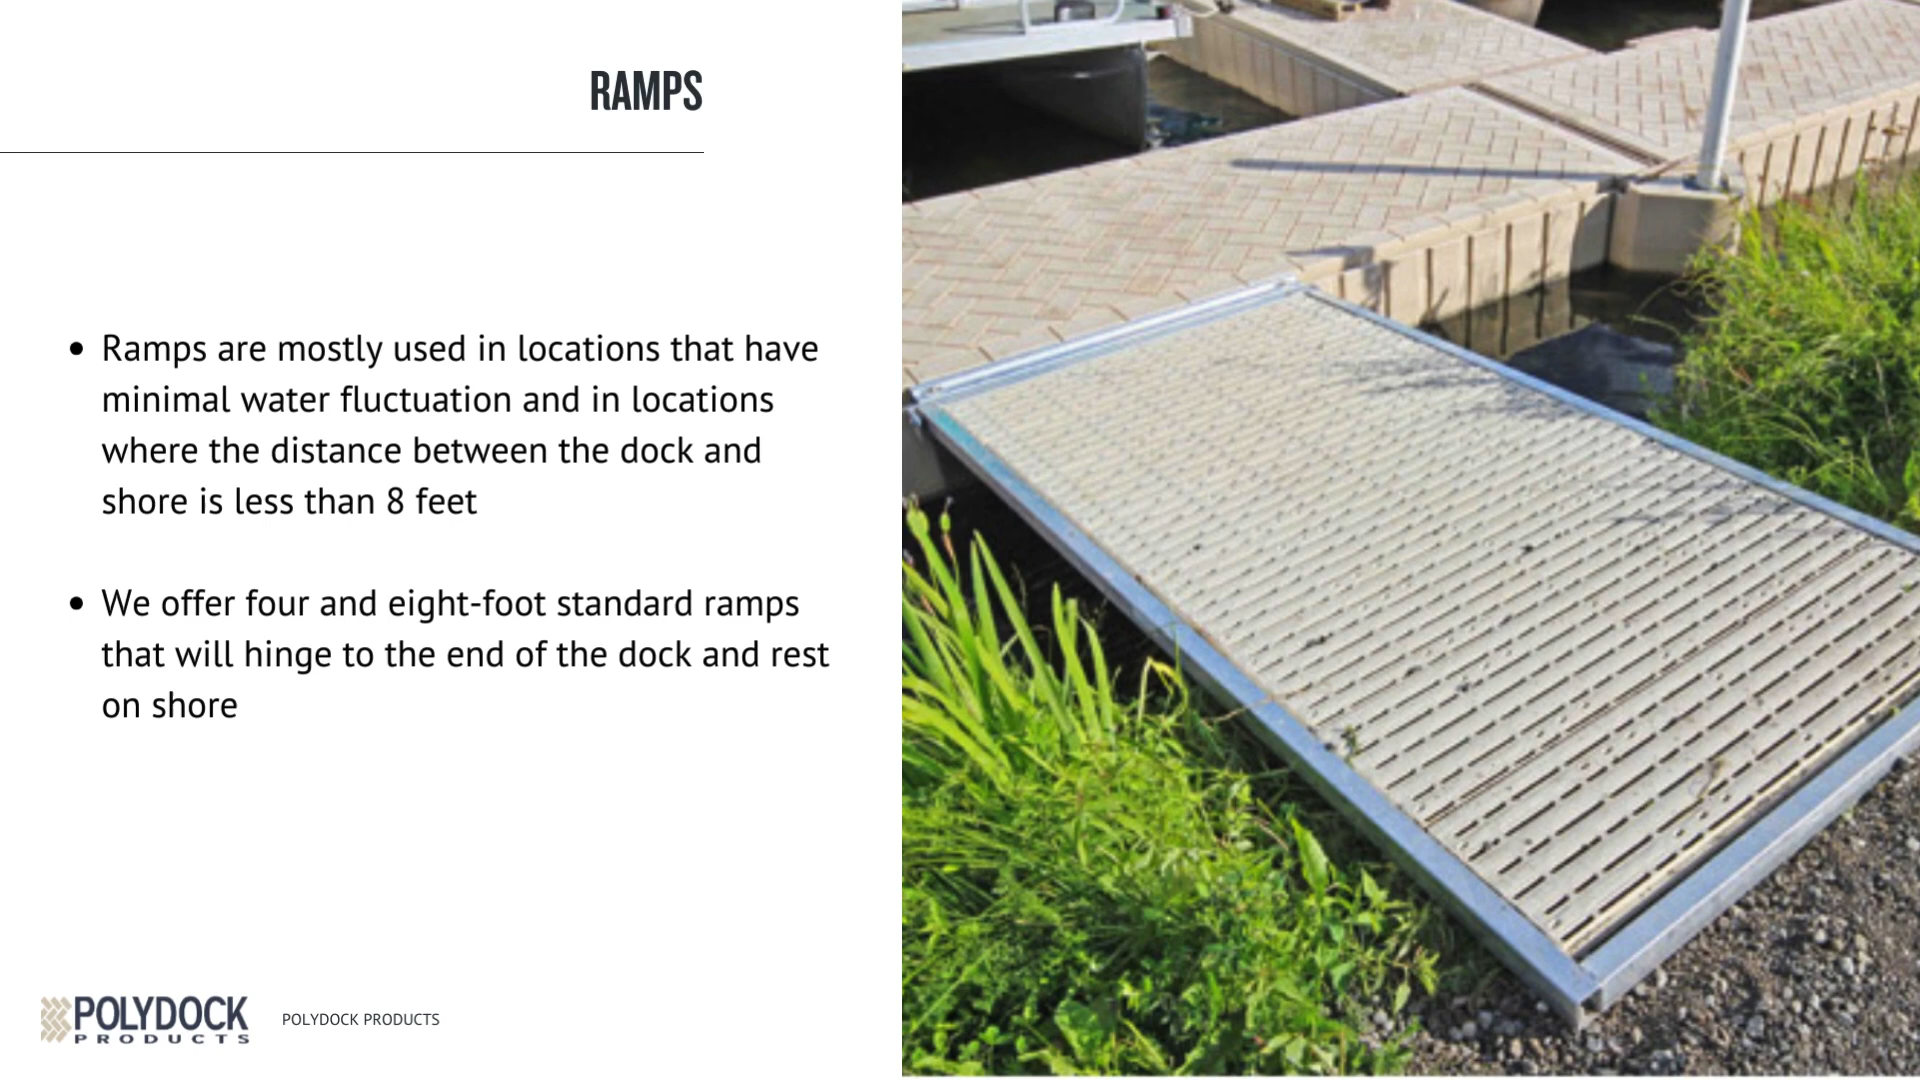 RAMPS
• Ramps are mostly used in locations that have
minimal water fluctuation and in locations
where the distance between the dock and
shore is less than 8 feet
• We offer four and eight-foot standard ramps
that will hinge to the end of the dock and rest
on shore
POLYDOCK
PRODUCTS
POLYDOCK PRODUCTS